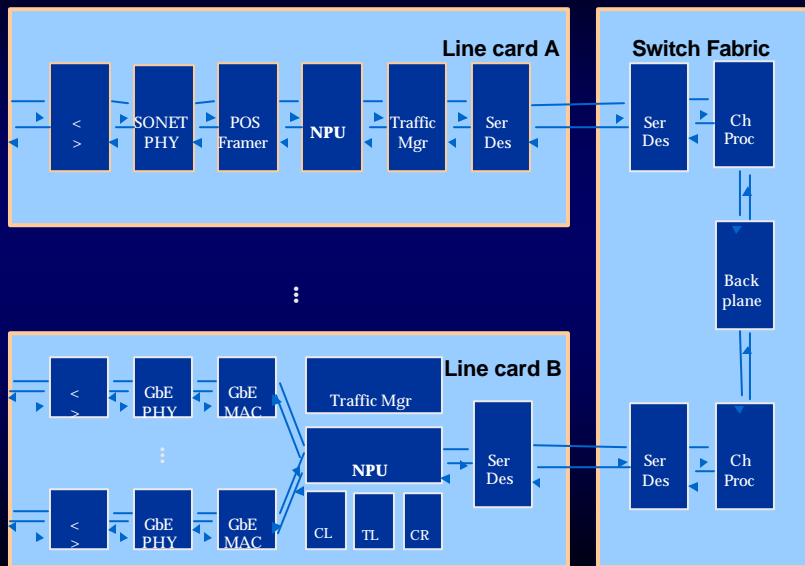 Line card A
<
>
SONET
PHY
POS
Framer
NPU
Traffic
Mgr
Ser
Des
Switch Fabric
Ser
Des
Ch
Proc
Back
plane
Ser
Des
Ch
Proc
Line card B
<
>
GbE
PHY
GbE
MAC
Traffic Mgr
NPU
Ser
Des
<
>
GbE
PHY
GbE
MAC
CL
TL
CR